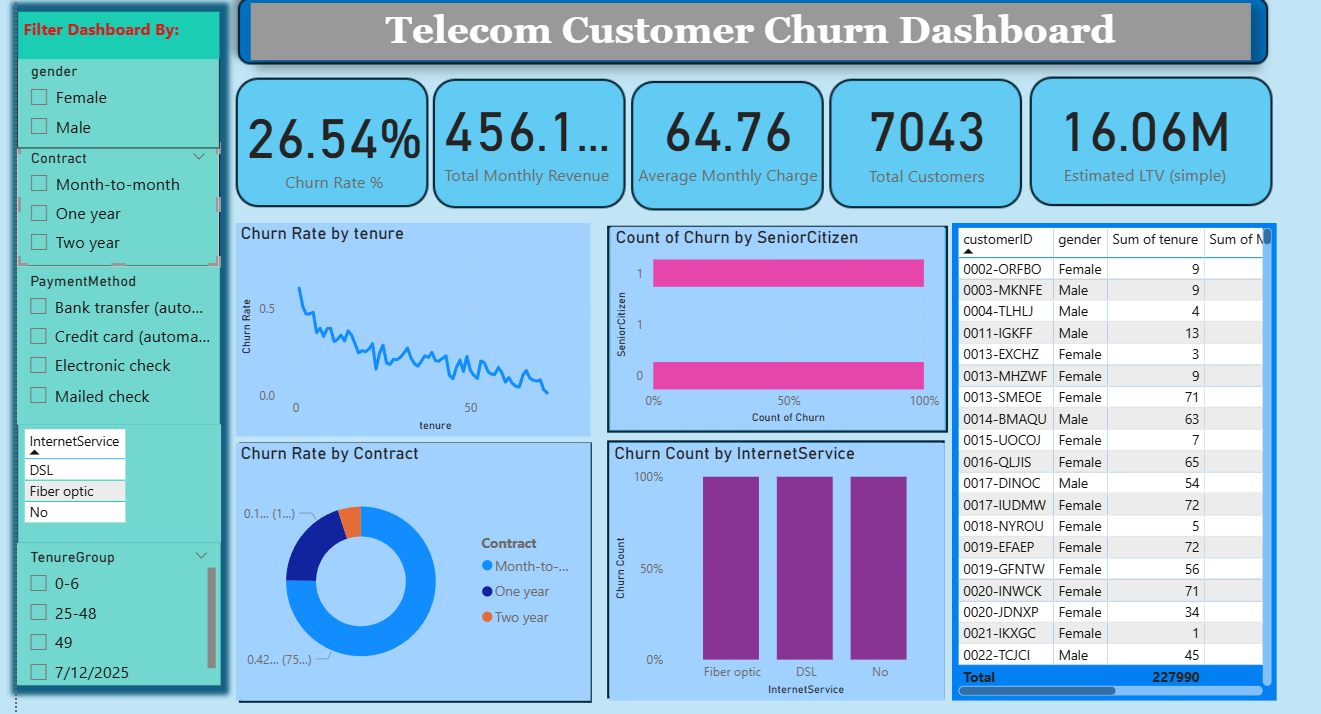 Filter Dashboard By:
gender
Female
Male
Contract
Month-to-month
One year
Two year
PaymentMethod
Bank transfer (auto...
Credit card (automa...
Electronic check
Mailed check
InternetService
DSL
Fiber optic
No
TenureGroup
0-6
25-48
49
7/12/2025
Telecom Customer Churn Dashboard
26.54%
Churn Rate %
456.1...
Total Monthly Revenue
64.76
Average Monthly Charge
7043
Total Customers
16.06M
Estimated LTV (simple)
Churn Rate by tenure
Churn Rate
0.5
0.0
0 50
tenure
Count of Churn by SeniorCitizen
SeniorCitizen
1
1
0
0% 50% 100%
Count of Churn
Churn Rate by Contract
0.1... (1...)
0.42... (75...)
Contract
Month-to-...
One year
Two year
Churn Count by InternetService
Churn Count
100%
50%
0%
Fiber optic DSL No
InternetService
customerID gender Sum of tenure Sum of M
0002-ORFBO Female 9
0003-MKNFE Male 9
0004-TLHLJ Male 4
0011-IGKFF Male 13
0013-EXCHZ Female 3
0013-MHZWF Female 9
0013-SMEOE Female 71
0014-BMAQU Male 63
0015-UOCOJ Female 7
0016-QLJIS Female 65
0017-DINOC Male 54
0017-IUDMW Female 72
0018-NYROU Female 5
0019-EFAEP Female 72
0019-GFNTW Female 56
0020-INWCK Female 71
0020-JDNXP Female 34
0021-IKXGC Female 1
0022-TCJCI Male 45
Total 227990